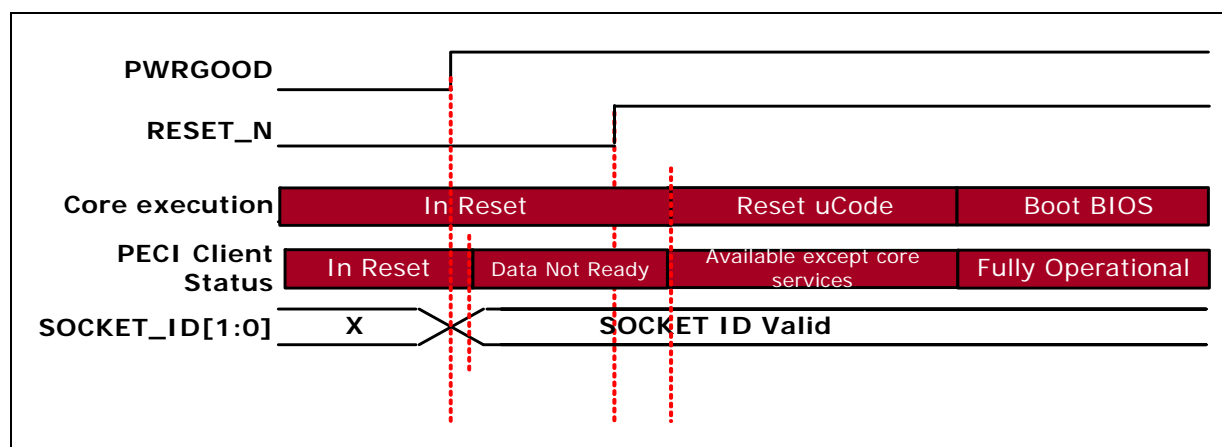 PWRGOOD
RESET_N
Core execution
In Reset
Reset uCode
Boot BIOS
PECI Client
Status
In Reset
Data Not Ready
Available except core
services
Fully Operational
SOCKET_ID[1:0]
X
SOCKET ID Valid